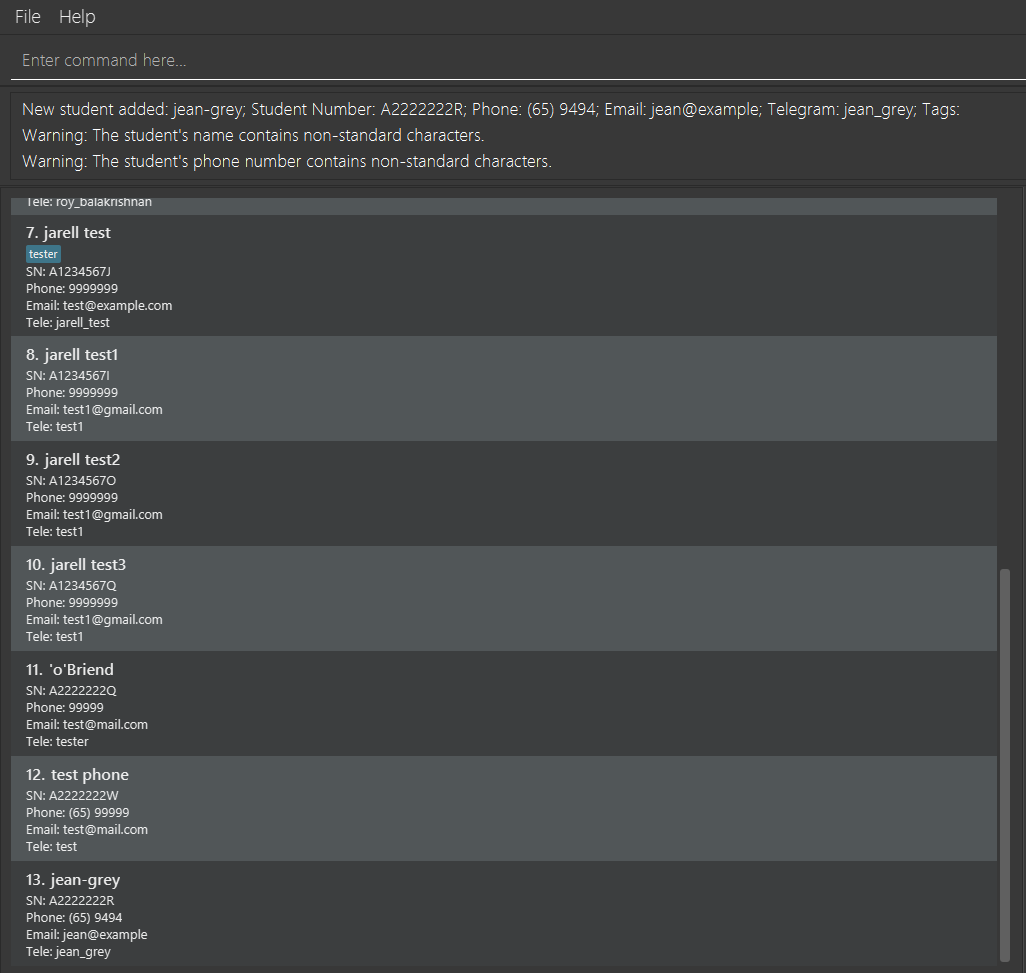 File Help
Enter command here...
New student added: jean-grey; Student Number: A2222222R; Phone: (65) 9494; Email: jean@example; Telegram: jean_grey; Tags:
Warning: The student's name contains non-standard characters.
Warning: The student's phone number contains non-standard characters.
Tele: roy_balakrishnan
7. jarell test
tester
SN: A1234567J
Phone: 9999999
Email: test@example.com
Tele: jarell_test
8. jarell test1
SN: A1234567I
Phone: 9999999
Email: test1@gmail.com
Tele: test1
9. jarell test2
SN: A1234567O
Phone: 9999999
Email: test1@gmail.com
Tele: test1
10. jarell test3
SN: A1234567Q
Phone: 9999999
Email: test1@gmail.com
Tele: test1
11. 'o'Briend
SN: A2222222Q
Phone: 99999
Email: test@mail.com
Tele: tester
12. test phone
SN: A2222222W
Phone: (65) 99999
Email: test@mail.com
Tele: test
13. jean-grey
SN: A2222222R
Phone: (65) 9494
Email: jean@example
Tele: jean_grey